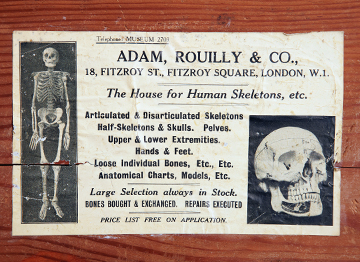 Telephone: MUSEUM 2703
ADAM, ROUILLY & CO.,
18, FITZROY ST., FITZROY SQUARE, LONDON, W.1.
The House for Human Skeletons, etc.
Articulated & Disarticulated Skeletons
Half-Skeletons & Skulls. Pelves.
Upper & Lower Extremities.
Hands & Feet.
Loose Individual Bones, Etc., Etc.
Anatomical Charts, Models, Etc.
Large Selection always in Stock.
BONES BOUGHT & EXCHANGED. REPAIRS EXECUTED
PRICE LIST FREE ON APPLICATION.